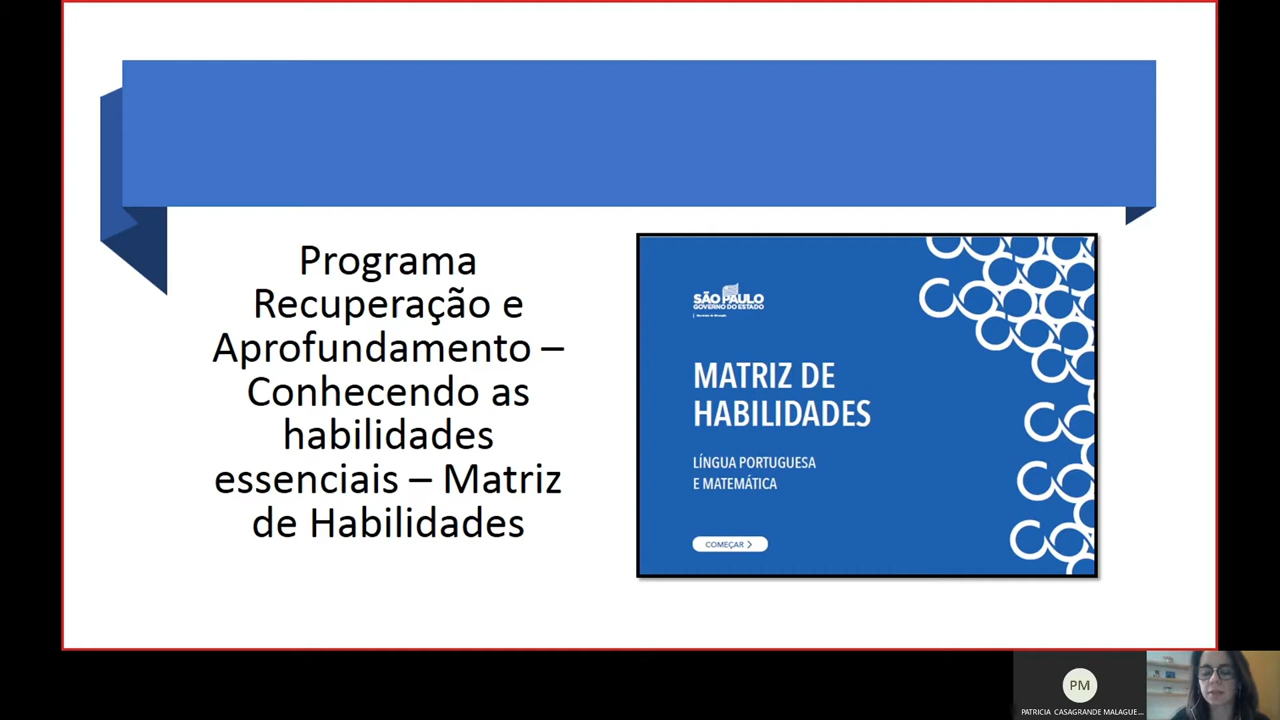 Programa
Recuperação e
Aprofundamento –
Conhecendo as
habilidades
essenciais – Matriz
de Habilidades
SÃO PAULO
GOVERNO DO ESTADO
MATRIZ DE
HABILIDADES
LÍNGUA PORTUGUESA
E MATEMÁTICA
COMEÇAR >
PM
PATRICIA CASAGRANDE MALAGUE...